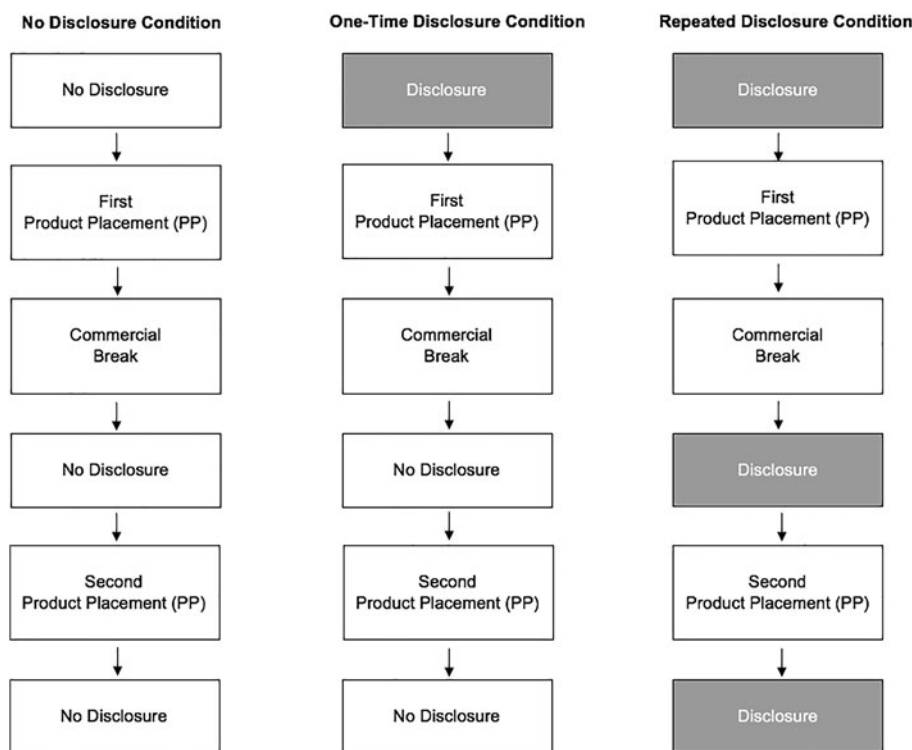 No Disclosure Condition
No Disclosure
First
Product Placement (PP)
Commercial
Break
No Disclosure
Second
Product Placement (PP)
No Disclosure
One-Time Disclosure Condition
Disclosure
First
Product Placement (PP)
Commercial
Break
No Disclosure
Second
Product Placement (PP)
No Disclosure
Repeated Disclosure Condition
Disclosure
First
Product Placement (PP)
Commercial
Break
Disclosure
Second
Product Placement (PP)
Disclosure